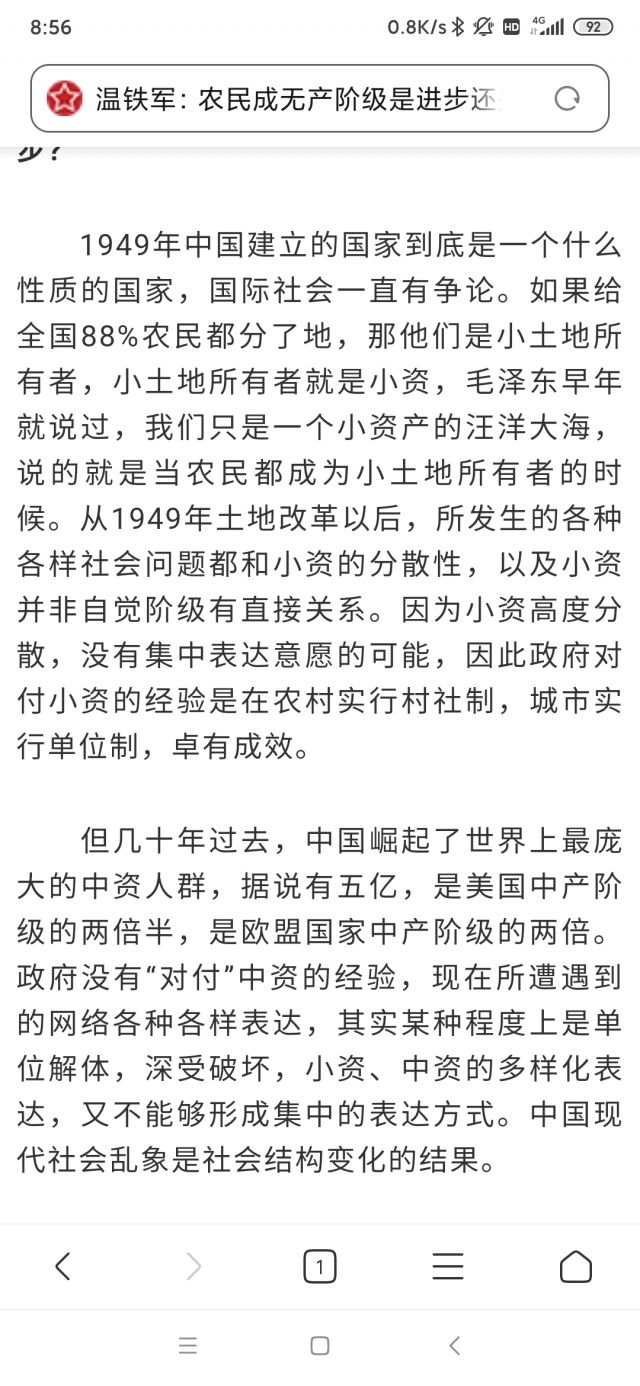 8:56
0.8K/s HD 4G 92
温铁军：农民成无产阶级是进步还
步？
1949年中国建立的国家到底是一个什么
性质的国家，国际社会一直有争论。如果给
全国88%农民都分了地，那他们是小土地所
有者，小土地所有者就是小资，毛泽东早年
就说过，我们只是一个小资产的汪洋大海，
说的就是当农民都成为小土地所有者的时
候。从1949年土地改革以后，所发生的各种
各样社会问题都和小资的分散性，以及小资
并非自觉阶级有直接关系。因为小资高度分
散，没有集中表达意愿的可能，因此政府对
付小资的经验是在农村实行村社制，城市实
行单位制，卓有成效。
但几十年过去，中国崛起了世界上最庞
大的中资人群，据说有五亿，是美国中产阶
级的两倍半，是欧盟国家中产阶级的两倍。
政府没有“对付”中资的经验，现在所遭遇到
的网络各种各样表达，其实某种程度上是单
位解体，深受破坏，小资、中资的多样化表
达，又不能够形成集中的表达方式。中国现
代社会乱象是社会结构变化的结果。
1